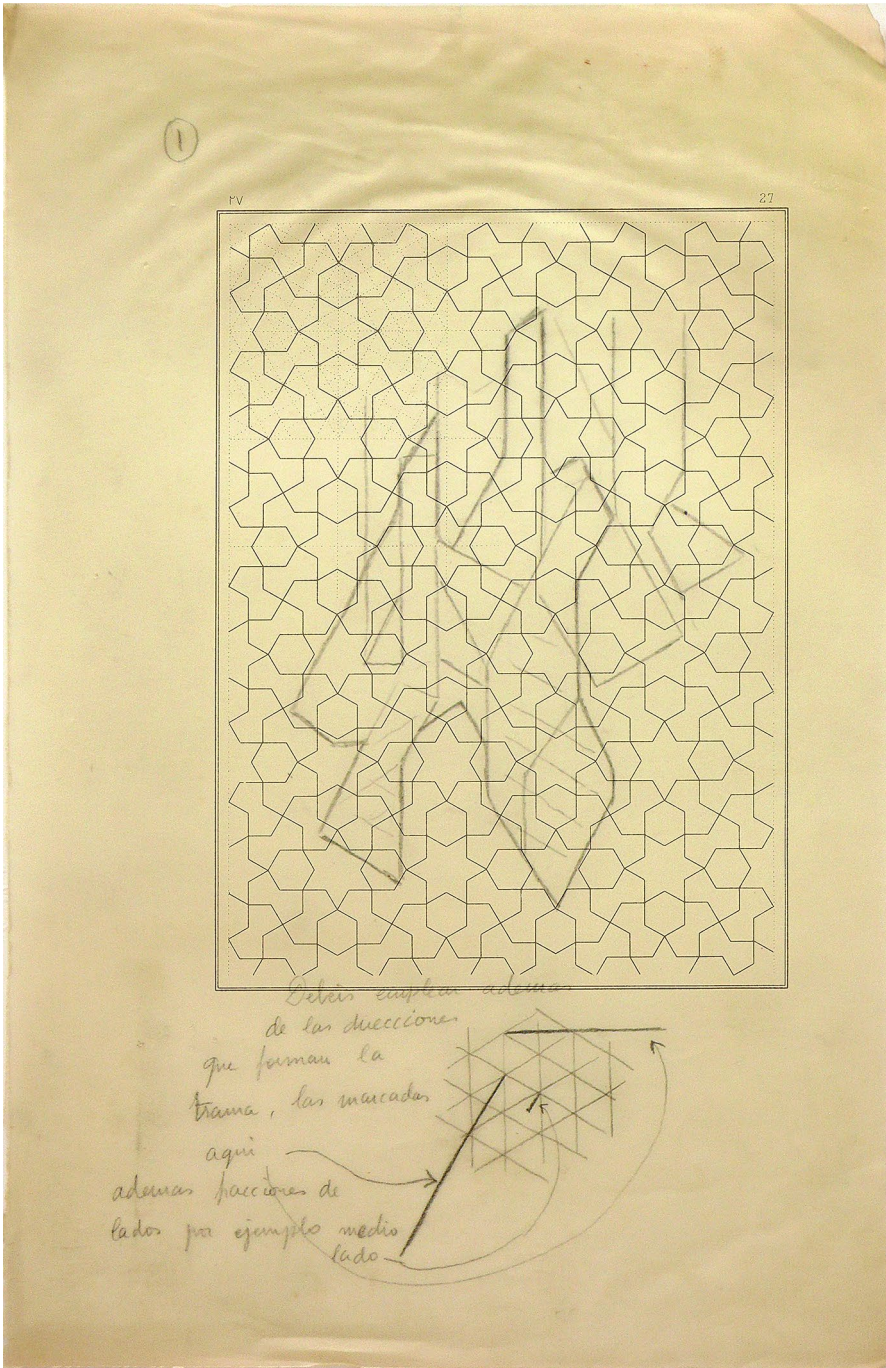 1
PV 27
Debeis emplear ademas
de las direcciones
que forman la
trama, las marcadas
aqui
ademas fracciones de
lados por ejemplo medio
lado